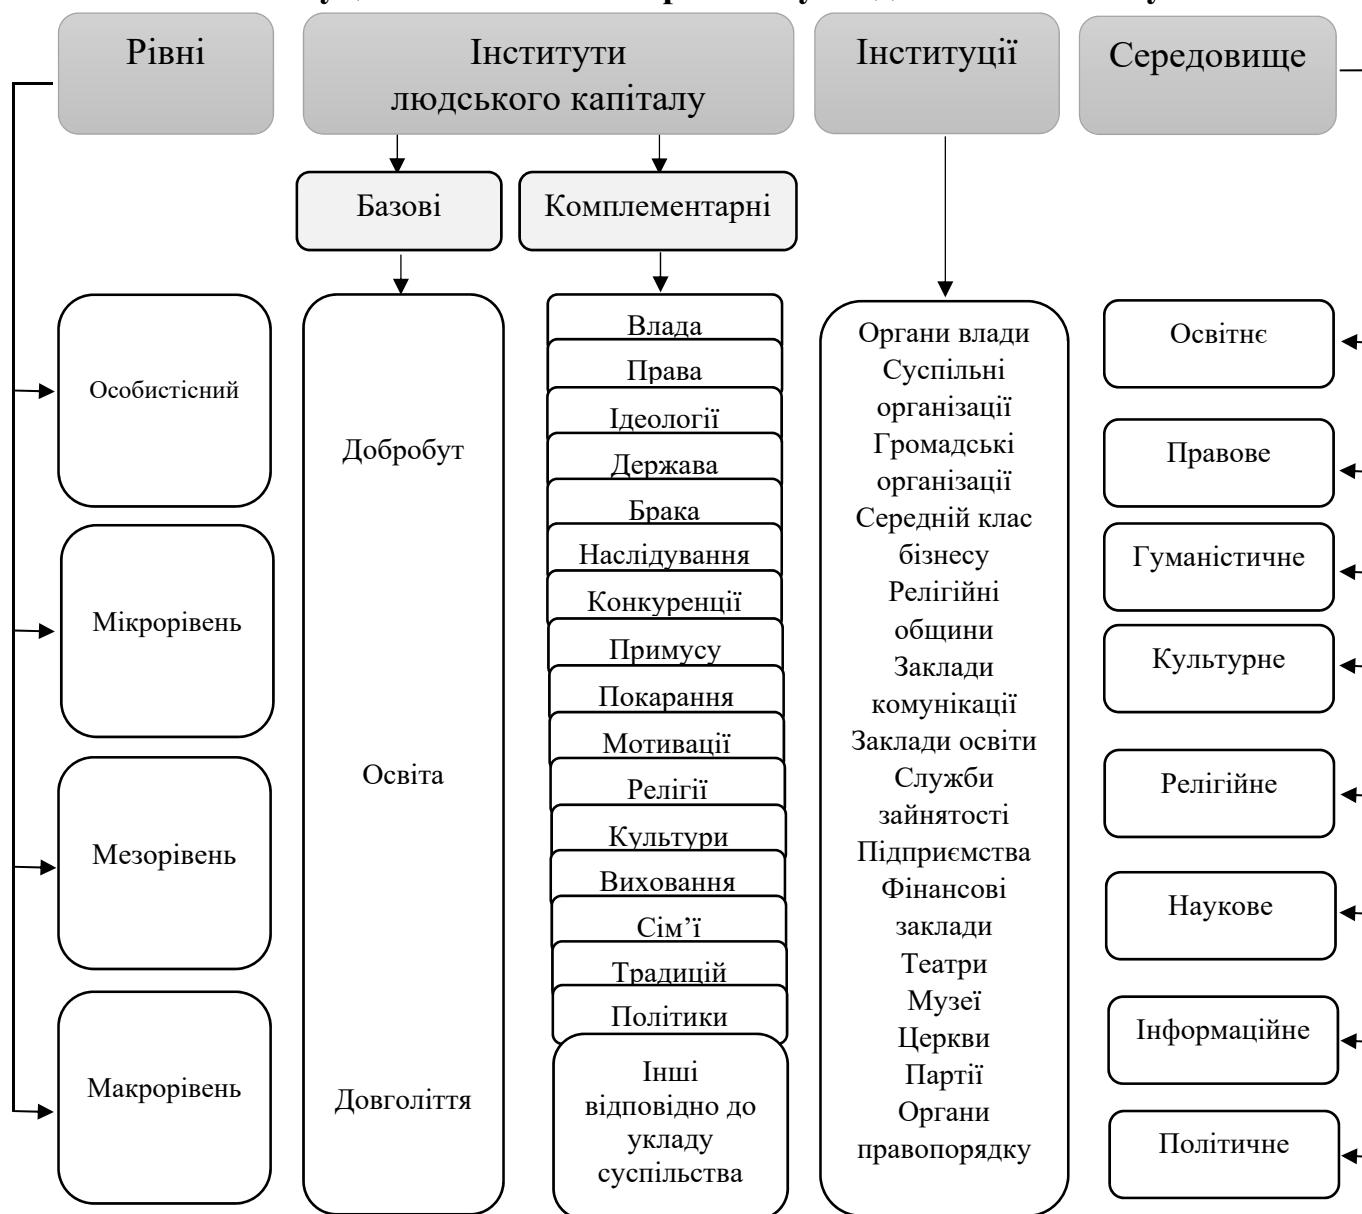 Рівні
Інститути
людського капіталу
Інституції
Середовище
Базові
Комплементарні
Особистісний
Мікрорівень
Мезорівень
Макрорівень
Добробут
Освіта
Довголіття
Влада
Права
Ідеології
Держава
Брака
Наслідування
Конкуренції
Примусу
Покарання
Мотивації
Релігії
Культури
Виховання
Сім’ї
Традицій
Політики
Інші
відповідно до
укладу
суспільства
Органи влади
Суспільні
організації
Громадські
організації
Середній клас
бізнесу
Релігійні
общини
Заклади
комунікації
Заклади освіти
Служби
зайнятості
Підприємства
Фінансові
заклади
Театри
Музеї
Церкви
Партії
Органи
правопорядку
Освітнє
Правове
Гуманістичне
Культурне
Релігійне
Наукове
Інформаційне
Політичне